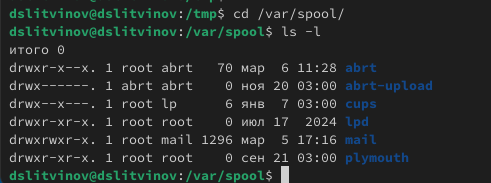 dslitvinov@dslitvinov:/tmp$ cd /var/spool/
dslitvinov@dslitvinov:/var/spool$ ls -l
итого 0
drwxr-x--x. 1 root abrt   70 мар  6 11:28 abrt
drwx------. 1 abrt abrt    0 ноя 20 03:00 abrt-upload
drwx--x---. 1 root lp      6 янв  7 03:00 cups
drwxr-xr-x. 1 root root    0 июл 17  2024 lpd
drwxrwxr-x. 1 root mail 1296 мар  5 17:16 mail
drwxr-xr-x. 1 root root    0 сен 21 03:00 plymouth
dslitvinov@dslitvinov:/var/spool$